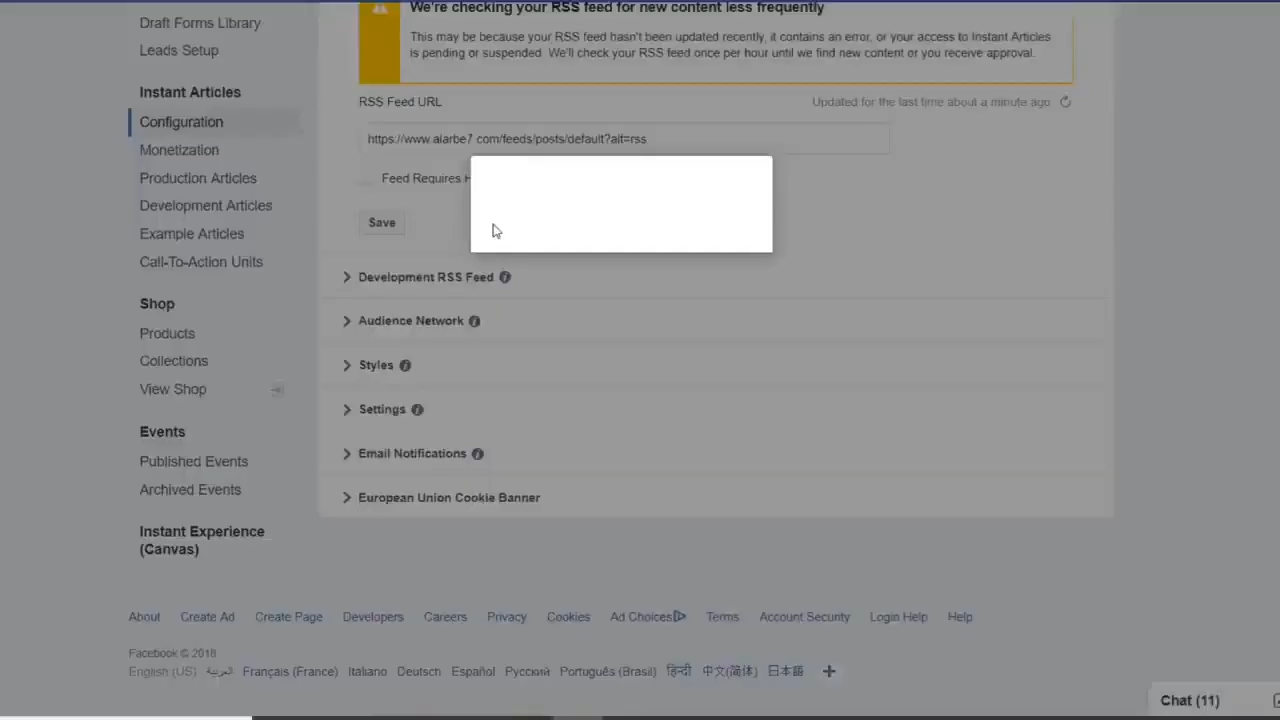 Draft Forms Library
Leads Setup
Instant Articles
Configuration
Monetization
Production Articles
Development Articles
Example Articles
Call-To-Action Units
Shop
Products
Collections
View Shop
Events
Published Events
Archived Events
Instant Experience
(Canvas)
We're checking your RSS feed for new content less frequently
This may be because your RSS feed hasn't been updated recently, it contains an error, or your access to Instant Articles
is pending or suspended. We'll check your RSS feed once per hour until we find new content or you receive approval.
RSS Feed URL
Updated for the last time about a minute ago
https://www.aiarbe7.com/feeds/posts/default?alt=rss
Feed Requires
Save
Development RSS Feed
Audience Network
Styles
Settings
Email Notifications
European Union Cookie Banner
About Create Ad Create Page Developers Careers Privacy Cookies Ad Choices Terms Account Security Login Help Help
Facebook © 2018
English (US) العربية Français (France) Italiano Deutsch Español Русский Português (Brasil) हिन्दी 中文(简体) 日本語
Chat (11)